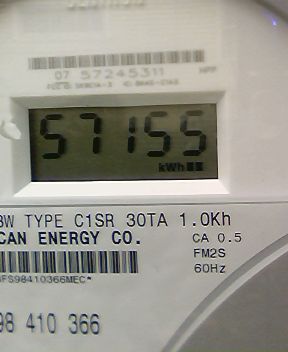 07 57245311
57155
kWh
3W TYPE C1SR 30TA 1.0Kh
CAN ENERGY CO.
CA 0.5
FM2S
60Hz
98 410 366